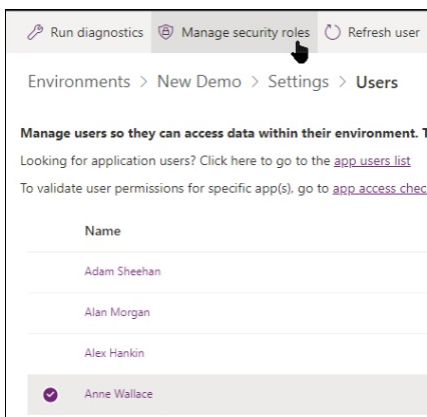 Run diagnostics Manage security roles Refresh user
Environments > New Demo > Settings > Users
Manage users so they can access data within their environment.
Looking for application users? Click here to go to the app users list
To validate user permissions for specific app(s), go to app access chec
Name
Adam Sheehan
Alan Morgan
Alex Hankin
Anne Wallace